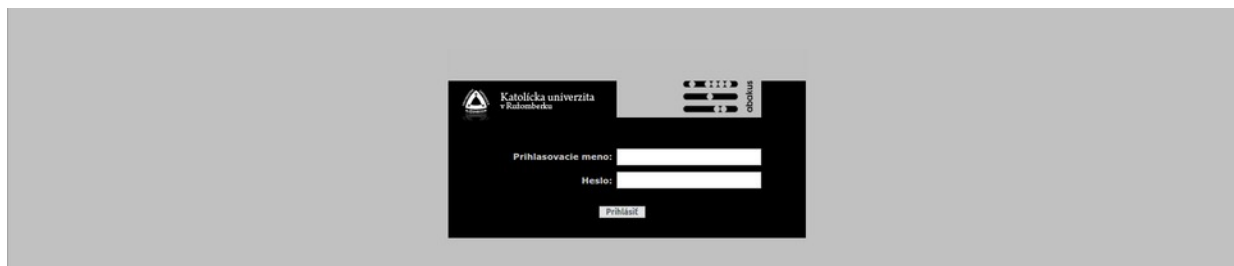 Katolícka univerzita
v Ružomberku
abakus
Prihlasovacie meno:
Heslo:
Prihlásiť